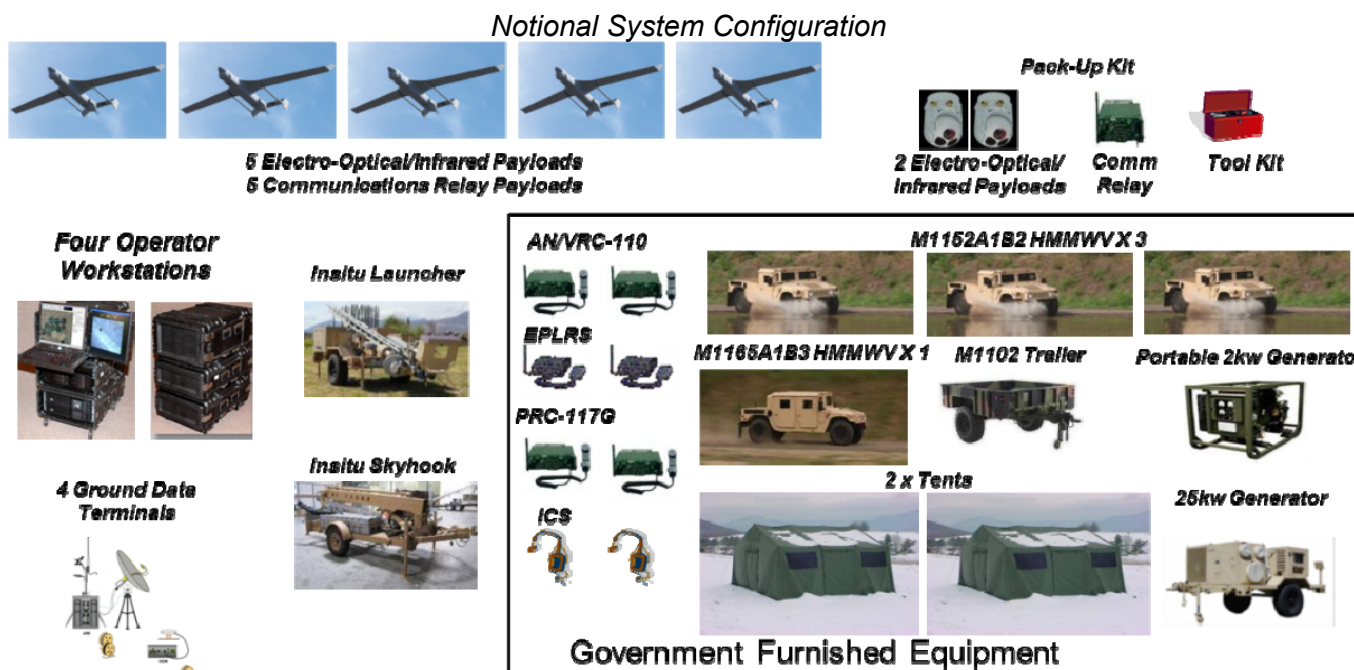 Notional System Configuration
5 Electro-Optical/Infrared Payloads
5 Communications Relay Payloads
Pack-Up Kit
2 Electro-Optical/
Infrared Payloads
Comm
Relay
Tool Kit
Four Operator
Workstations
Insitu Launcher
4 Ground Data
Terminals
Insitu Skyhook
AN/VRC-110
EPLRS
PRC-117G
ICS
M1152A1B2 HMMWV X 3
M1165A1B3 HMMWV X 1
M1102 Trailer
Portable 2kw Generator
2 x Tents
25kw Generator
Government Furnished Equipment